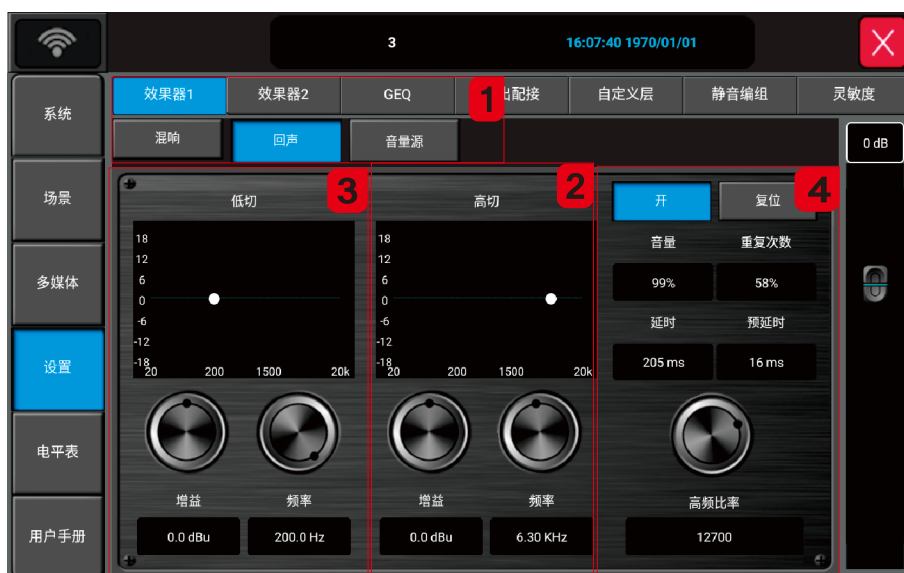 3 16:07:40 1970/01/01
系统
场景
多媒体
设置
电平表
用户手册
效果器1 效果器2 GEQ 1 出配接 自定义层 静音编组 灵敏度
混响 回声 音量源
0 dB
低切 3
18
12
6
0
-6
-12
-18
20 200 1500 20k
增益 频率
0.0 dBu 200.0 Hz
高切 2
18
12
6
0
-6
-12
-18
20 200 1500 20k
增益 频率
0.0 dBu 6.30 KHz
开 复位 4
音量 重复次数
99% 58%
延时 预延时
205 ms 16 ms
高频比率
12700